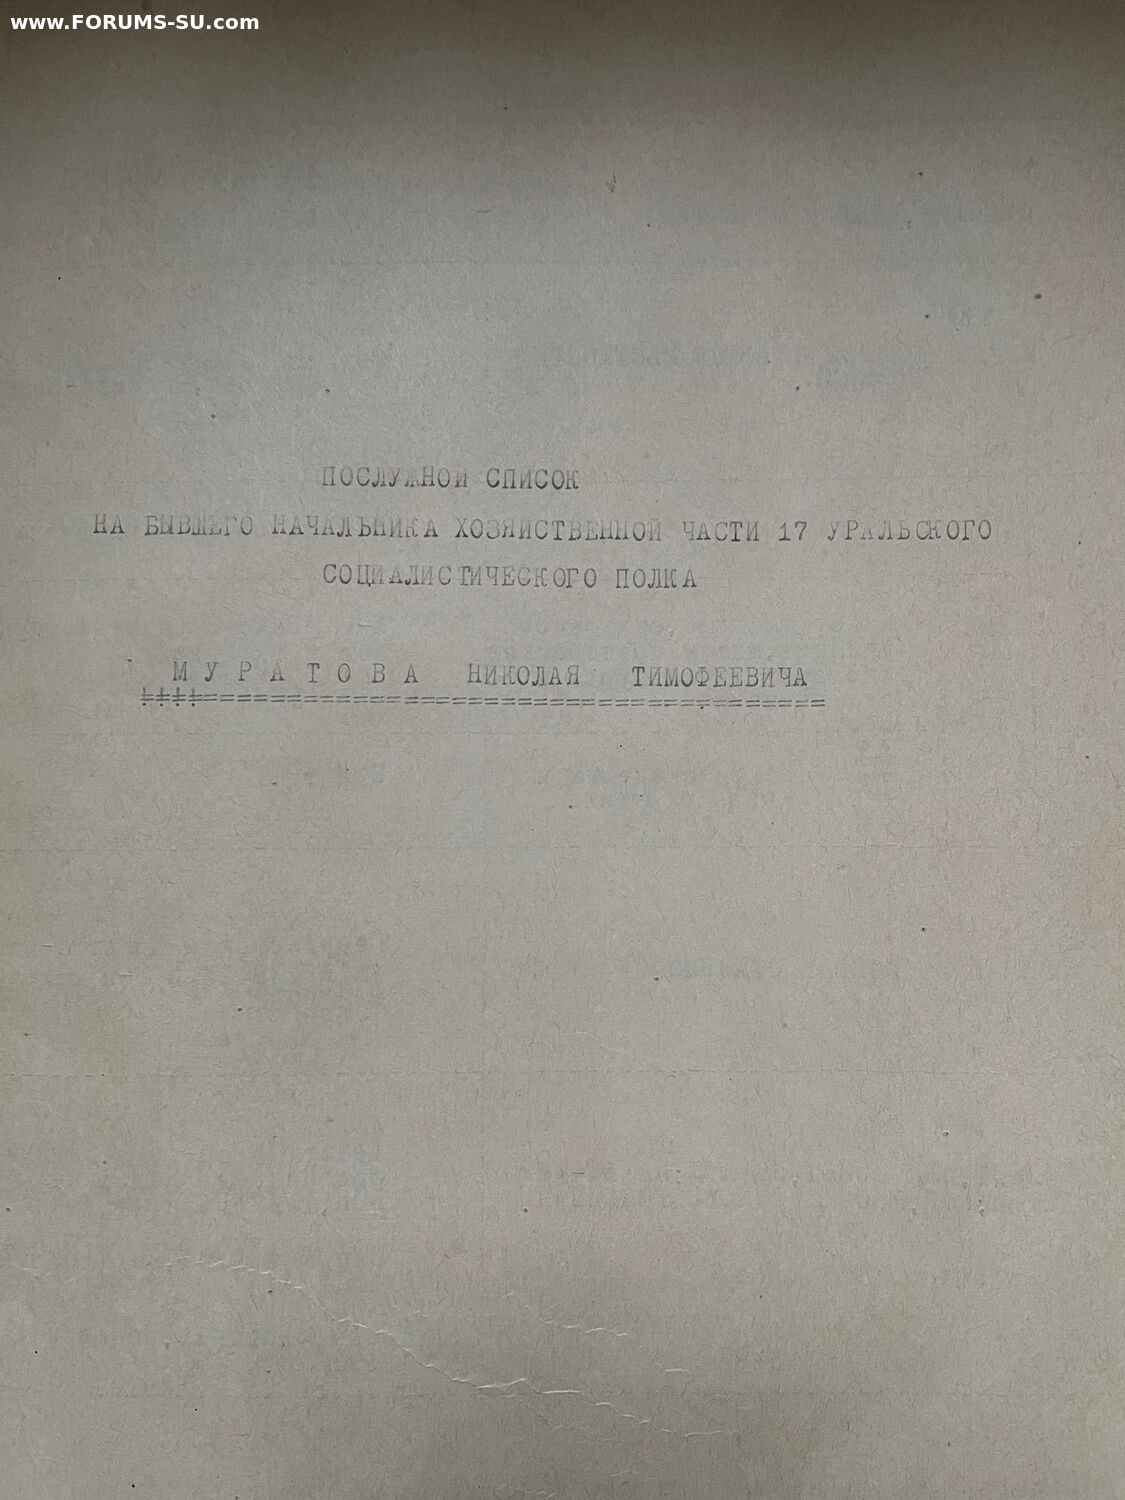 www.FORUMS-SU.com
ПОСЛУЖНОЙ СПИСОК
НА БЫВШЕГО НАЧАЛЬНИКА ХОЗЯЙСТВЕННОЙ ЧАСТИ 17 УРАЛЬСКОГО
СОЦИАЛИСТИЧЕСКОГО ПОЛКА
М У Р А Т О В А НИКОЛАЯ ТИМОФЕЕВИЧА